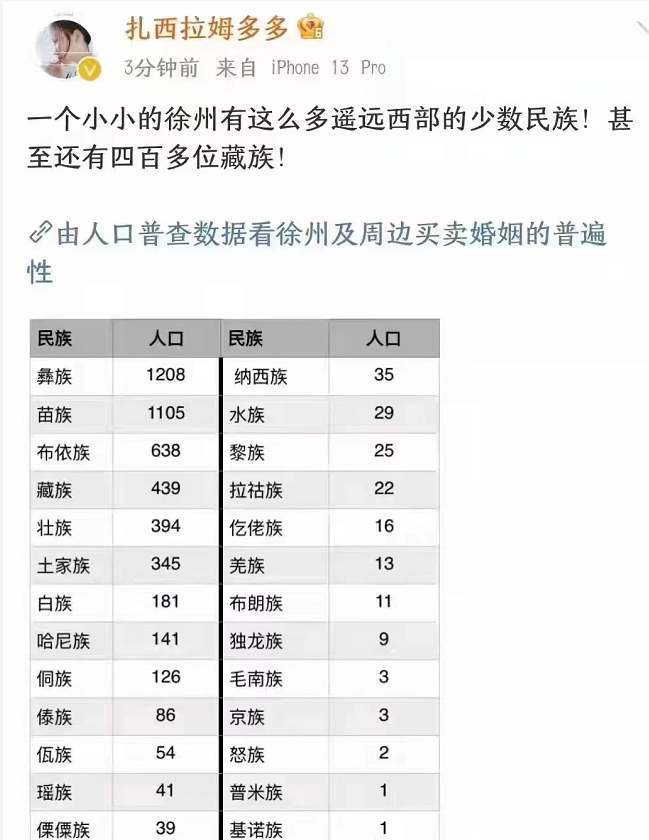 扎西拉姆多多
3分钟前 来自 iPhone 13 Pro
一个小小的徐州有这么多遥远西部的少数民族！甚
至还有四百多位藏族！
由人口普查数据看徐州及周边买卖婚姻的普遍
性
民族 人口 民族 人口
彝族 1208 纳西族 35
苗族 1105 水族 29
布依族 638 黎族 25
藏族 439 拉祜族 22
壮族 394 仡佬族 16
土家族 345 羌族 13
白族 181 布朗族 11
哈尼族 141 独龙族 9
侗族 126 毛南族 3
傣族 86 京族 3
佤族 54 怒族 2
瑶族 41 普米族 1
傈僳族 39 基诺族 1